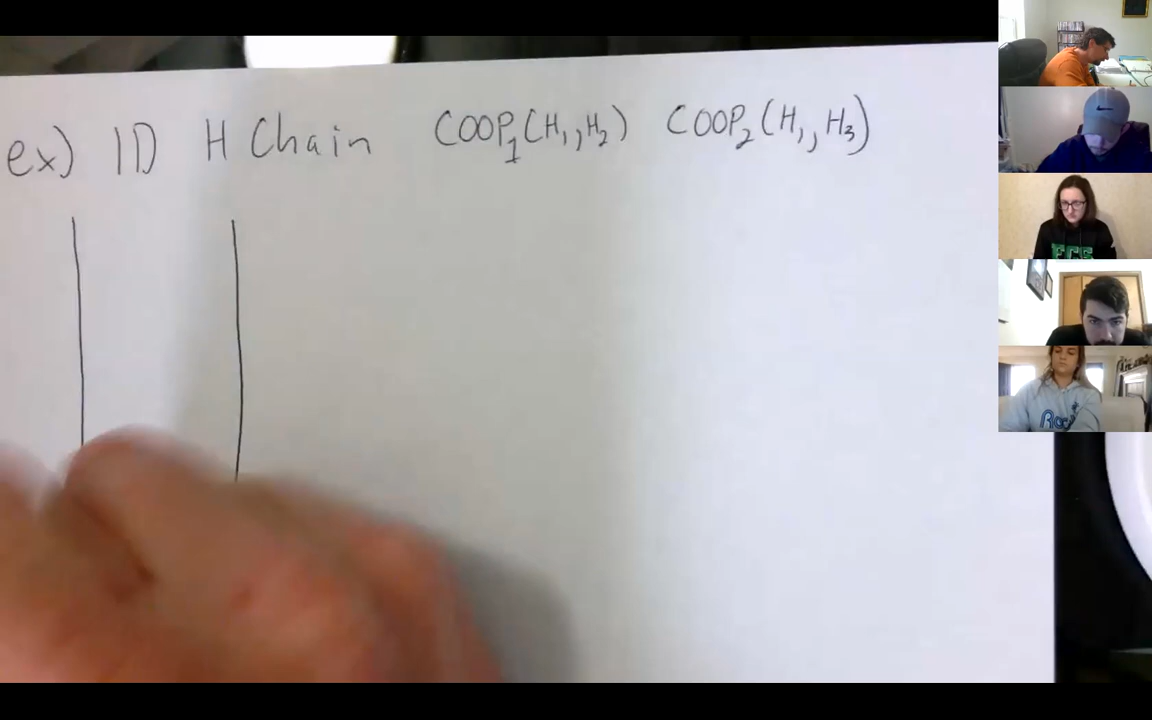 ex) 1D H Chain COOP₁(H₁,H₂) COOP₂(H₁,H₃)